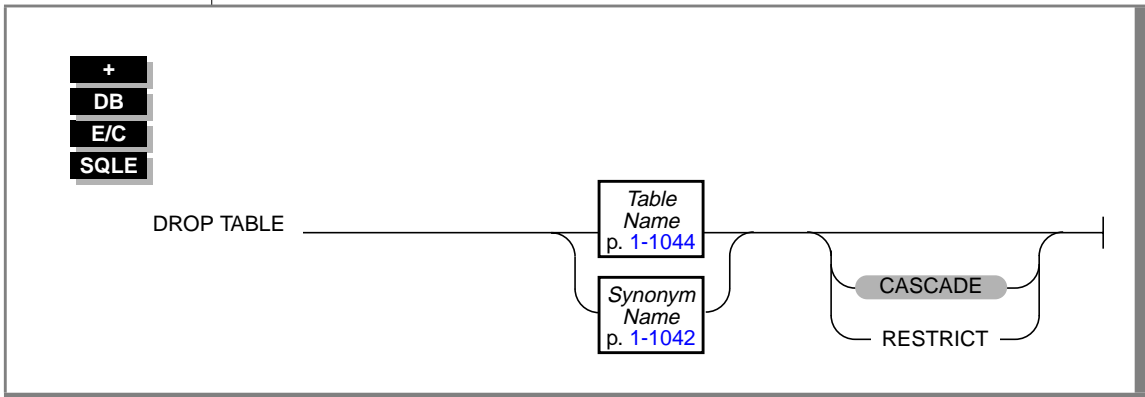 +
DB
E/C
SQLE
DROP TABLE
Table
Name
p. 1-1044
Synonym
Name
p. 1-1042
CASCADE
RESTRICT